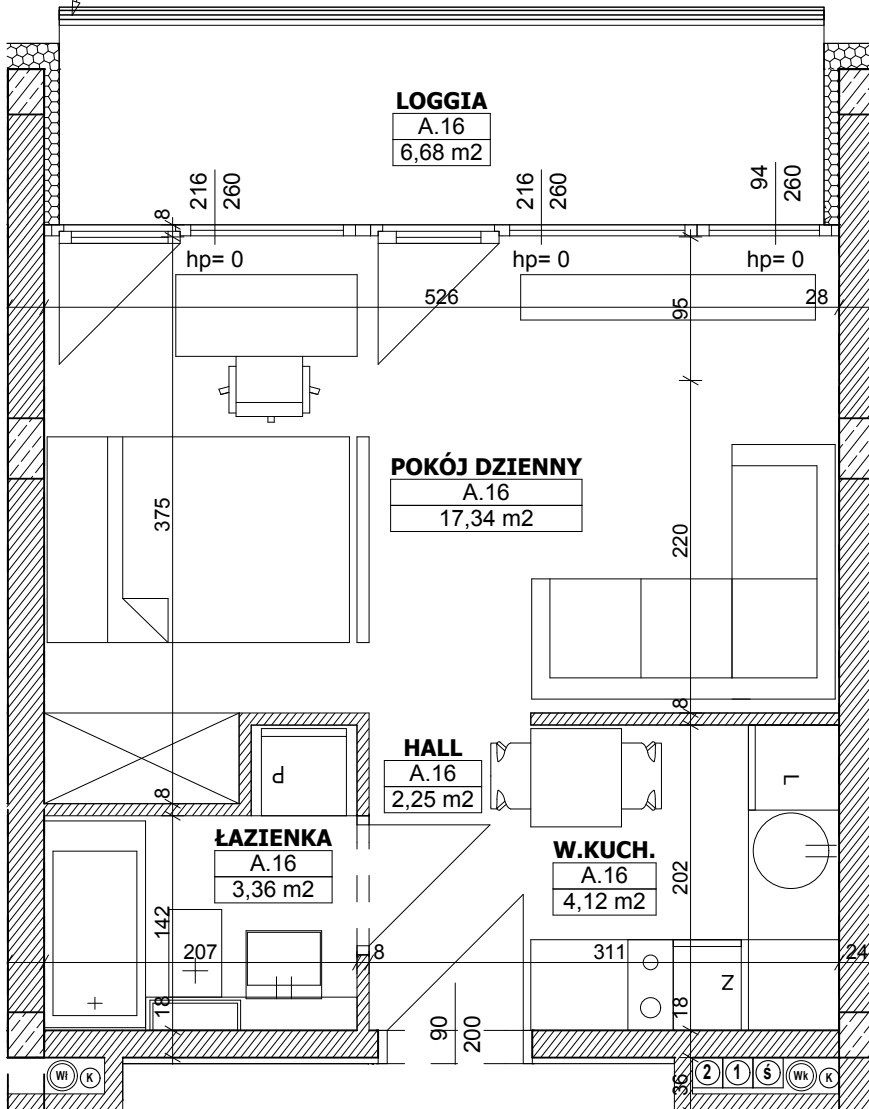 LOGGIA
A.16
6,68 m2
8
216
260
216
260
94
260
hp= 0
hp= 0
hp= 0
526
95
28
POKÓJ DZIENNY
A.16
17,34 m2
375
220
8
HALL
A.16
2,25 m2
P
L
8
ŁAZIENKA
A.16
3,36 m2
W.KUCH.
A.16
4,12 m2
202
142
207
8
311
24
Z
18
18
90
200
36
Wł
K
2
1
ś
Wk
K